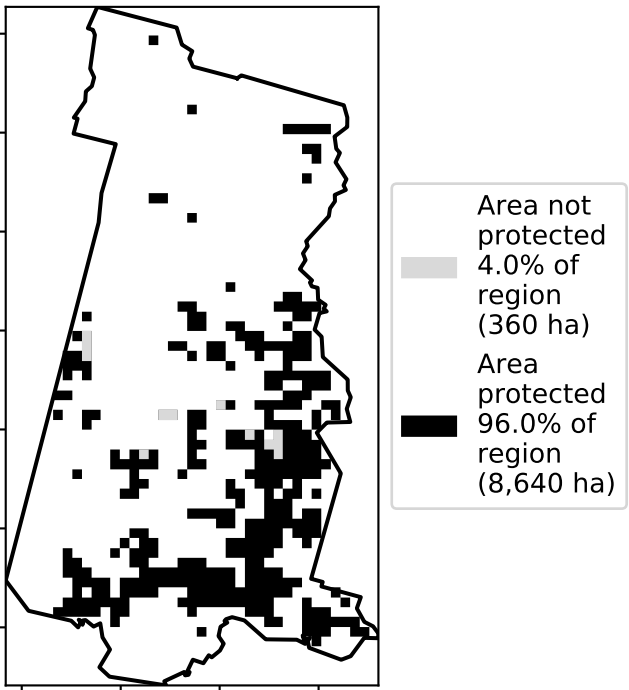 Area not
protected
4.0% of
region
(360 ha)
Area
protected
96.0% of
region
(8,640 ha)